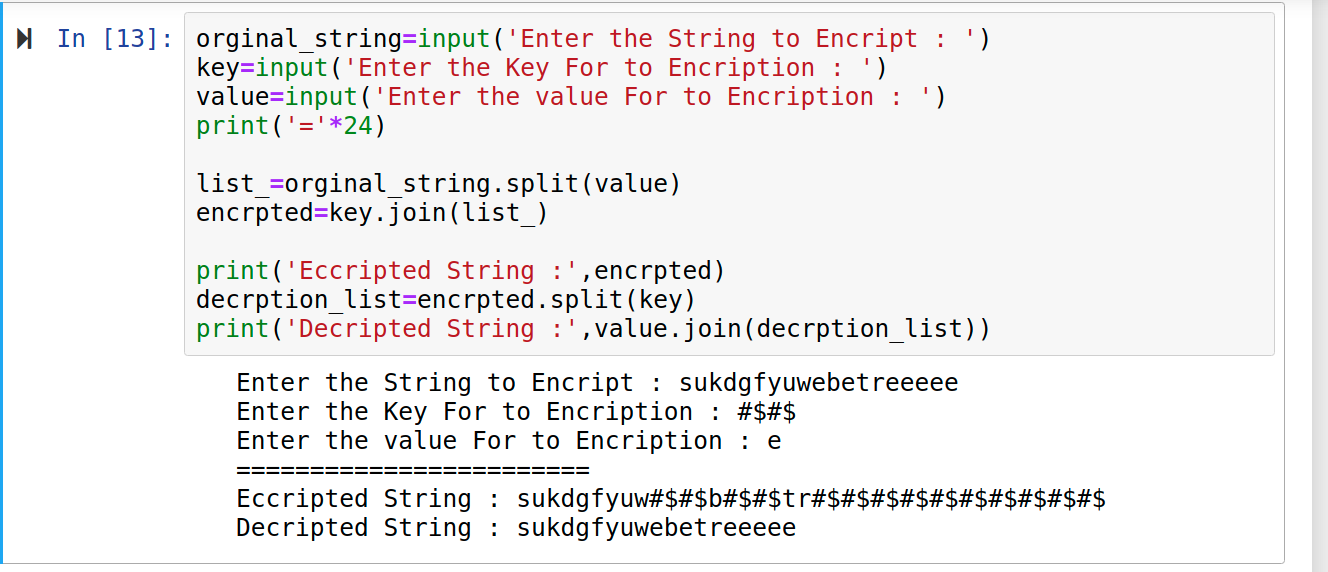 In [13]:
orginal_string=input('Enter the String to Encript : ')
key=input('Enter the Key For to Encription : ')
value=input('Enter the value For to Encription : ')
print('='*24)
list_=orginal_string.split(value)
encrpted=key.join(list_)
print('Eccripted String :',encrpted)
decrption_list=encrpted.split(key)
print('Decripted String :',value.join(decrption_list))
Enter the String to Encript : sukdgfyuwebetreeeee
Enter the Key For to Encription : #$#$
Enter the value For to Encription : e
========================
Eccripted String : sukdgfyuw#$#$b#$#$tr#$#$#$#$#$#$#$#$#$#$
Decripted String : sukdgfyuwebetreeeee